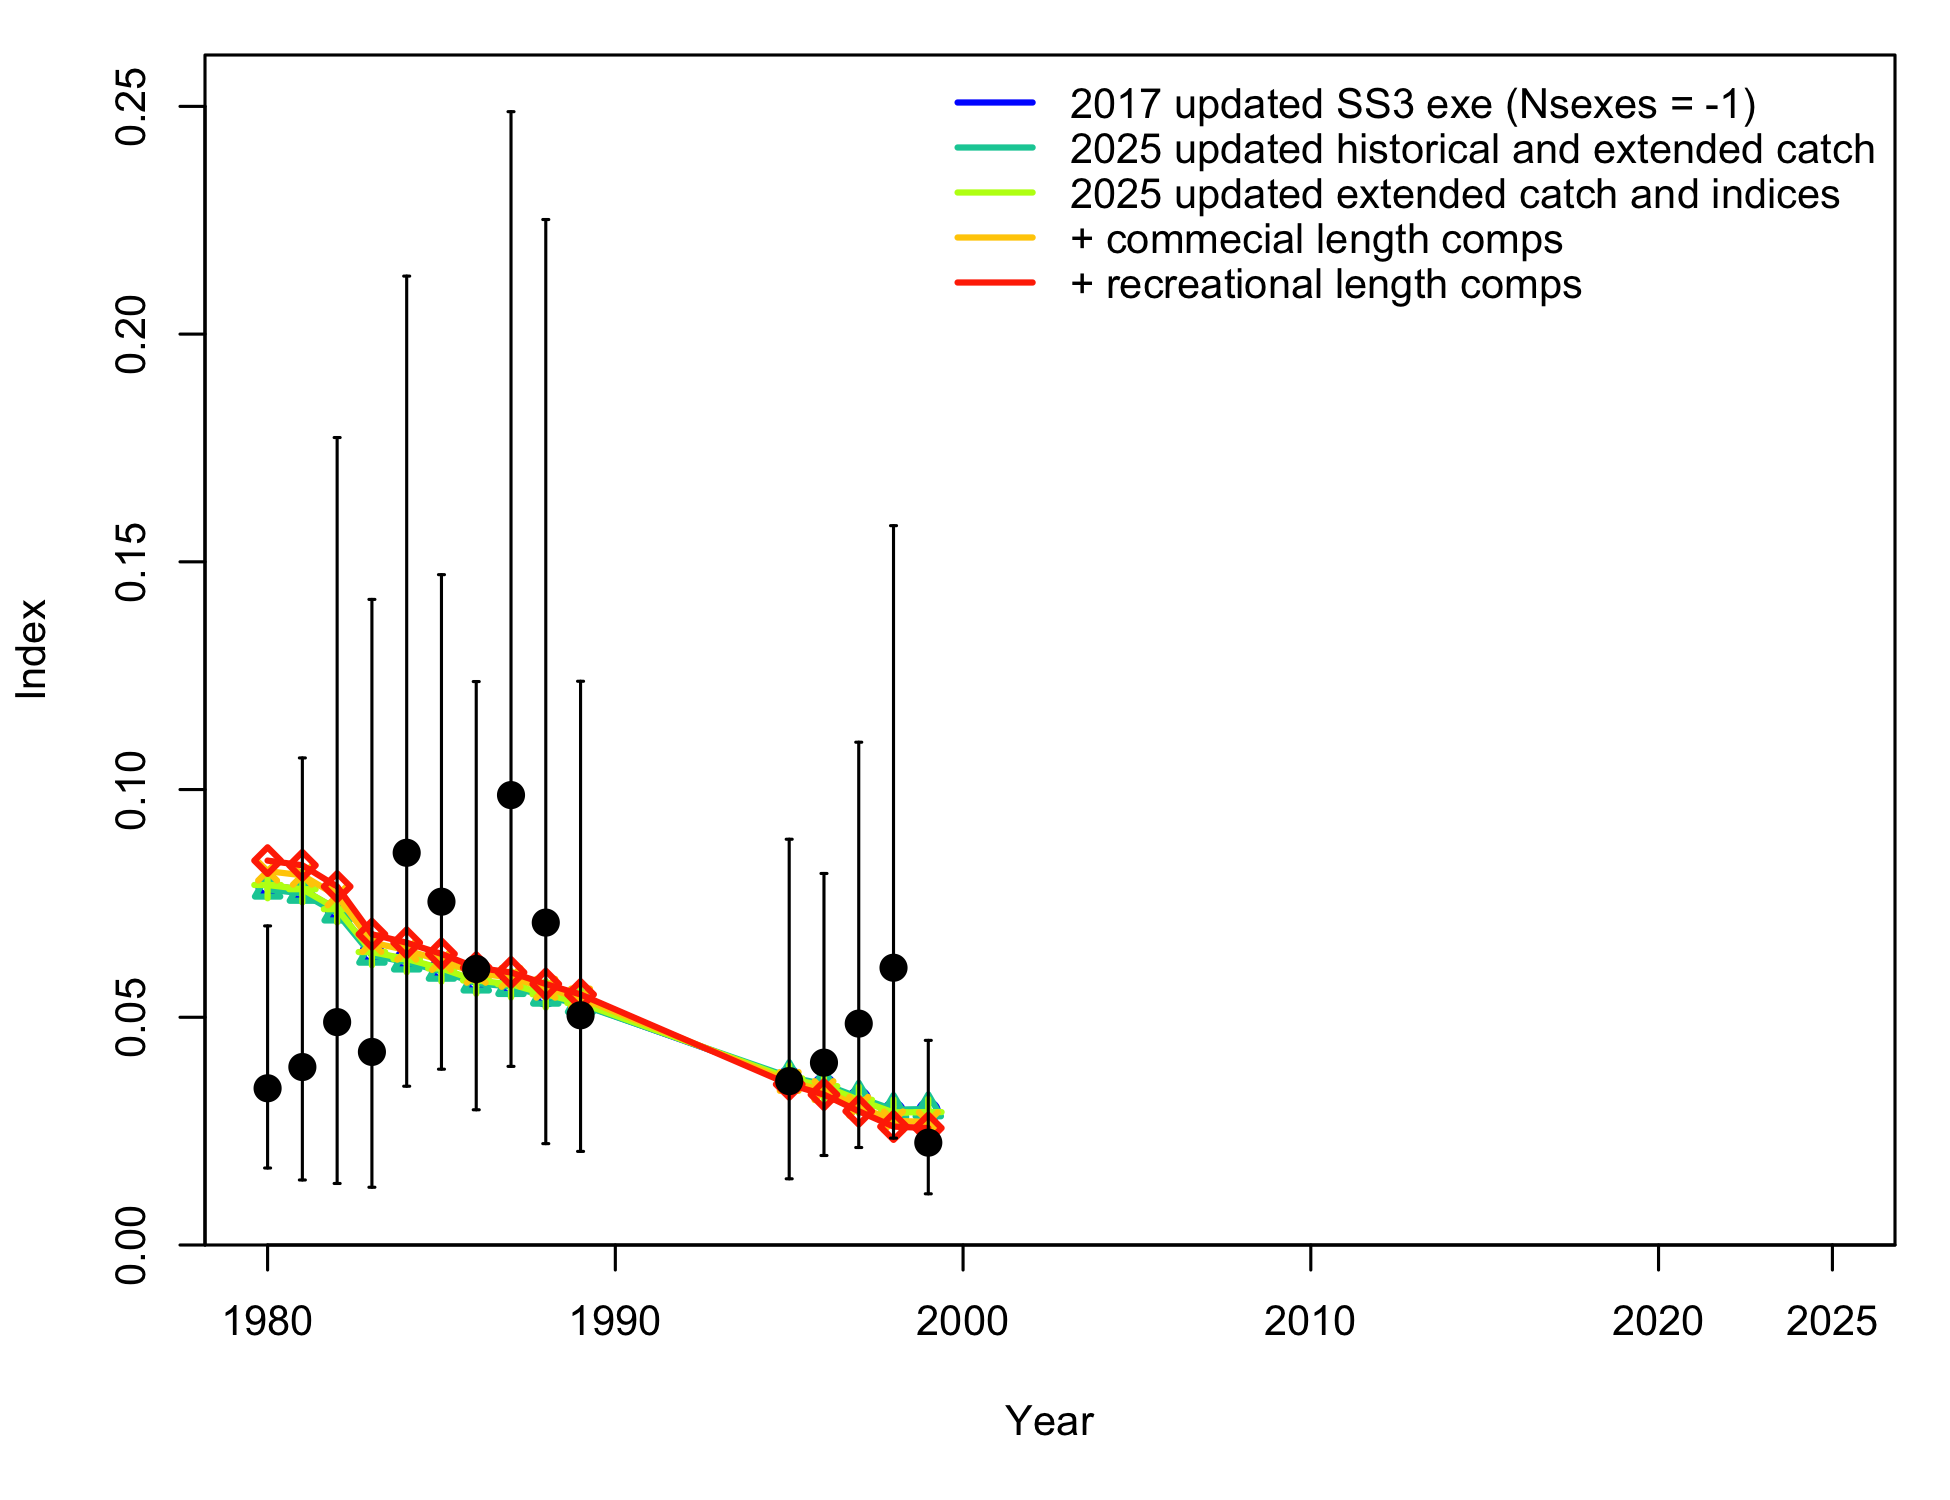 2017 updated SS3 exe (Nsexes = -1)
2025 updated historical and extended catch
2025 updated extended catch and indices
+ commecial length comps
+ recreational length comps
0.25
0.20
0.15
0.10
0.05
0.00
Index
1980 1990 2000 2010 2020 2025
Year